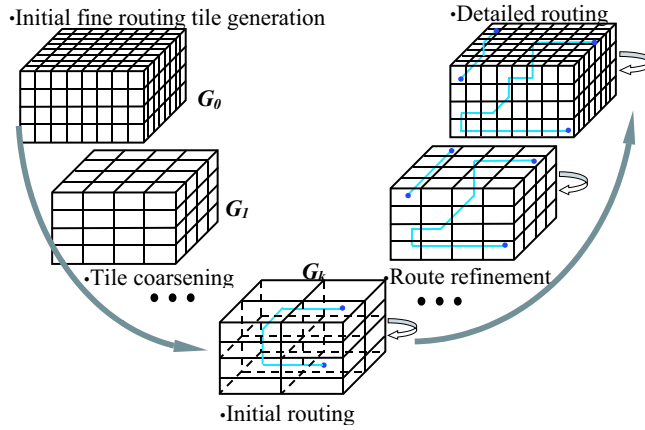 •Initial fine routing tile generation
•Detailed routing
G0
G1
•Tile coarsening
Gk
•Route refinement
•Initial routing